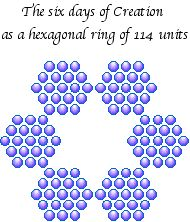 The six days of Creation
as a hexagonal ring of 114 units